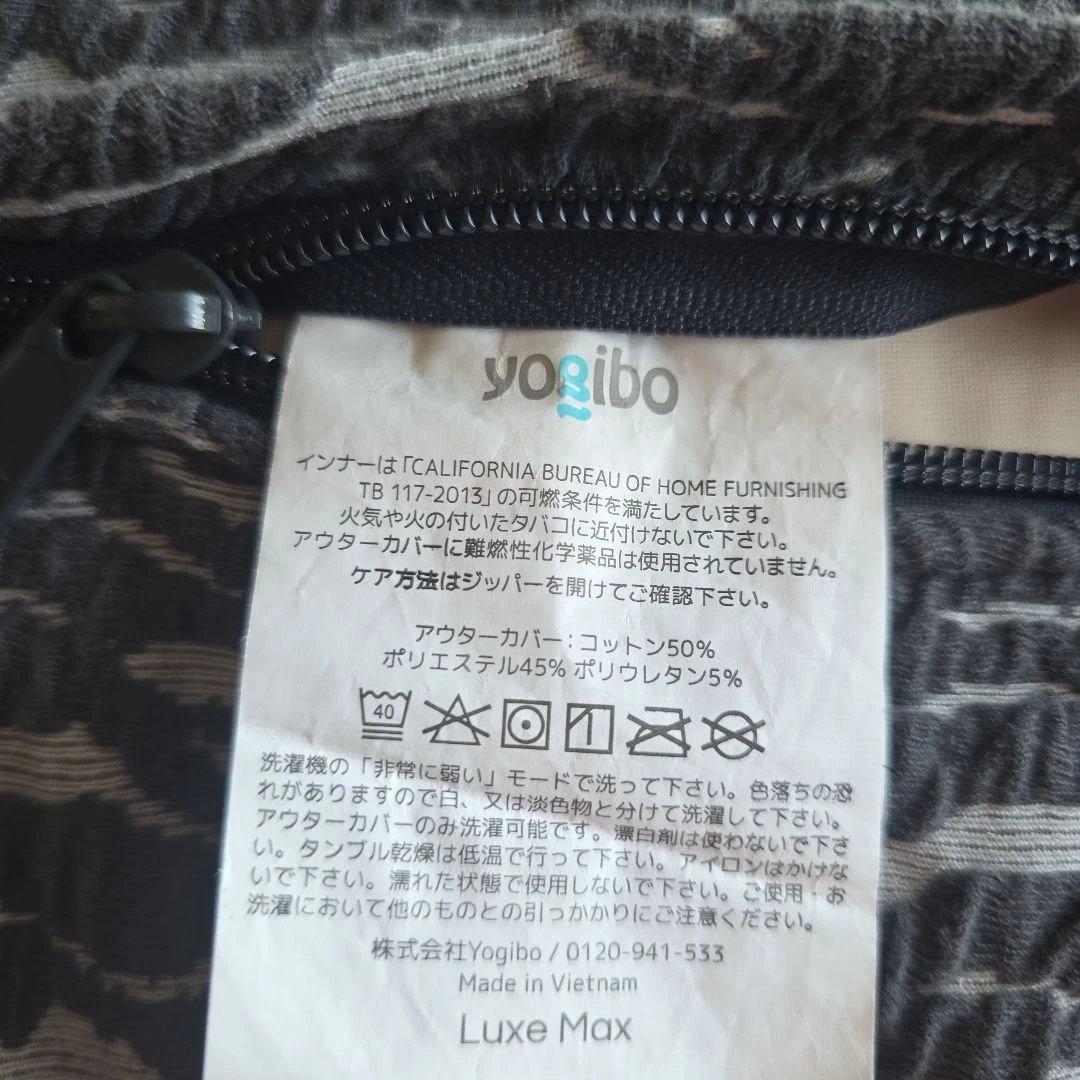 yogibo
インナーは「CALIFORNIA BUREAU OF HOME FURNISHING
TB 117-2013」の可燃条件を満たしています。
火気や火の付いたタバコに近付けないで下さい。
アウターカバーに難燃性化学薬品は使用されていません。
ケア方法はジッパーを開けてご確認下さい。
アウターカバー：コットン50%
ポリエステル45% ポリウレタン5%
40
洗濯機の「非常に弱い」モードで洗って下さい。色落ちの恐
れがありますので白、又は淡色物と分けて洗濯して下さい。
アウターカバーのみ洗濯可能です。漂白剤は使わないで下さ
い。タンブル乾燥は低温で行って下さい。アイロンはかけな
いで下さい。濡れた状態で使用しないで下さい。ご使用・お
洗濯において他のものとの引っかかりにご注意ください。
株式会社Yogibo / 0120-941-533
Made in Vietnam
Luxe Max